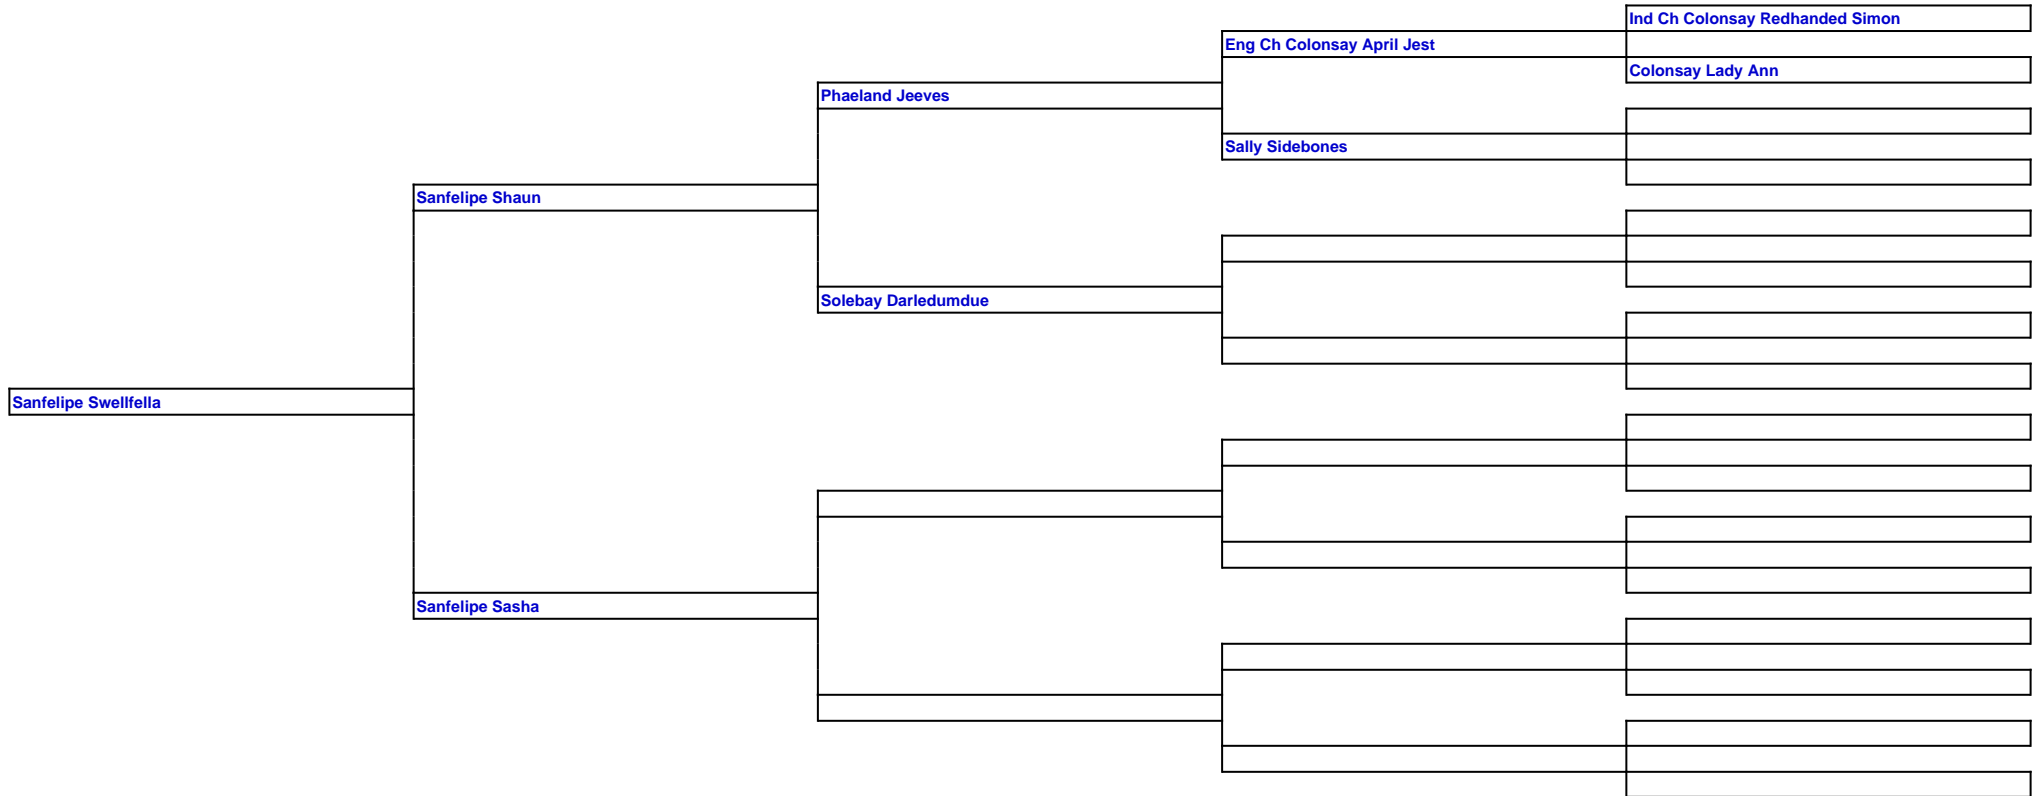 Ind Ch Colonsay Redhanded Simon
Eng Ch Colonsay April Jest
Colonsay Lady Ann
Phaeland Jeeves
Sally Sidebones
Sanfelipe Shaun
Solebay Darledumdue
Sanfelipe Swellfella
Sanfelipe Sasha